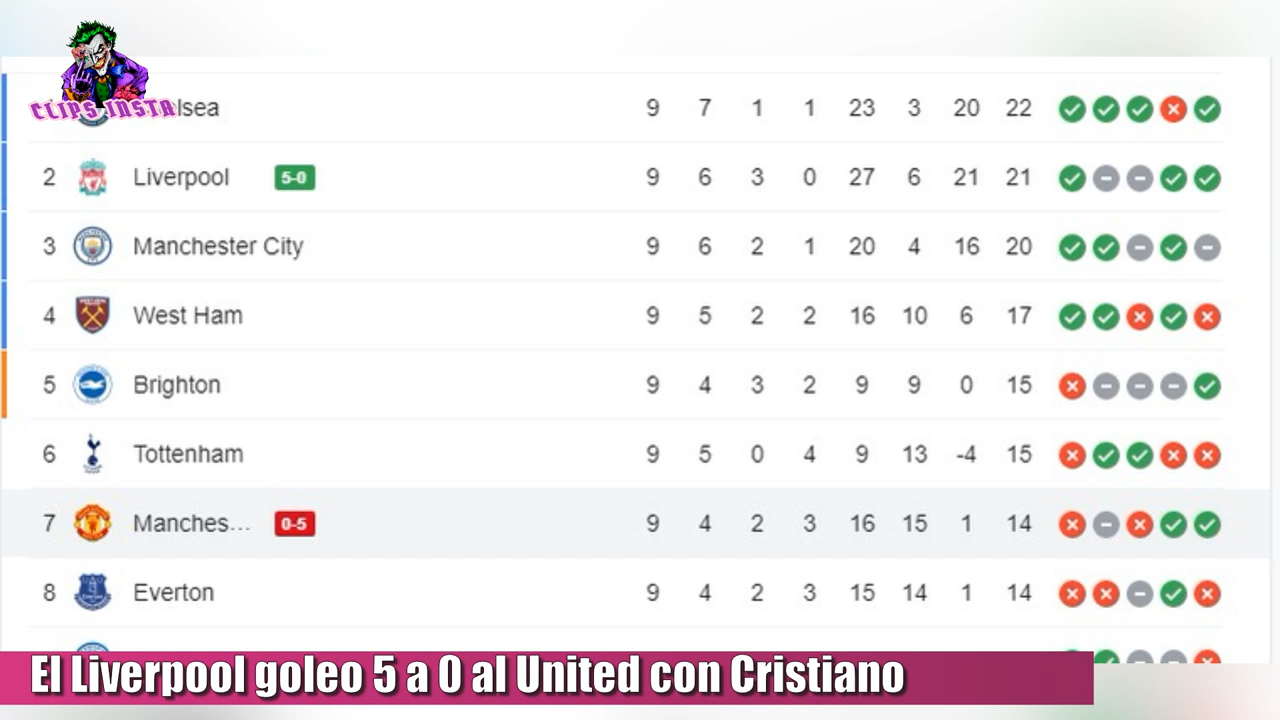 CLIPS INSTA
lsea 9 7 1 1 23 3 20 22
2 Liverpool 5-0 9 6 3 0 27 6 21 21
3 Manchester City 9 6 2 1 20 4 16 20
4 West Ham 9 5 2 2 16 10 6 17
5 Brighton 9 4 3 2 9 9 0 15
6 Tottenham 9 5 0 4 9 13 -4 15
7 Manches... 0-5 9 4 2 3 16 15 1 14
8 Everton 9 4 2 3 15 14 1 14
El Liverpool goleo 5 a 0 al United con Cristiano